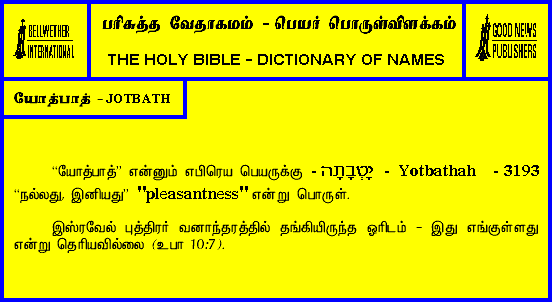 BELLWETHER
INTERNATIONAL
பரிசுத்த வேதாகமம் - பெயர் பொருள்விளக்கம்
THE HOLY BIBLE - DICTIONARY OF NAMES
GOOD NEWS
PUBLISHERS
யோத்பாத் - JOTBATH
“யோத்பாத்” என்னும் எபிரெய பெயருக்கு - יָטְבָתָה - Yotbathah - 3193
“நல்லது, இனியது” "pleasantness" என்று பொருள்.
இஸ்ரவேல் புத்திரர் வனாந்தரத்தில் தங்கியிருந்த ஓரிடம் - இது எங்குள்ளது
என்று தெரியவில்லை (உபா 10:7).